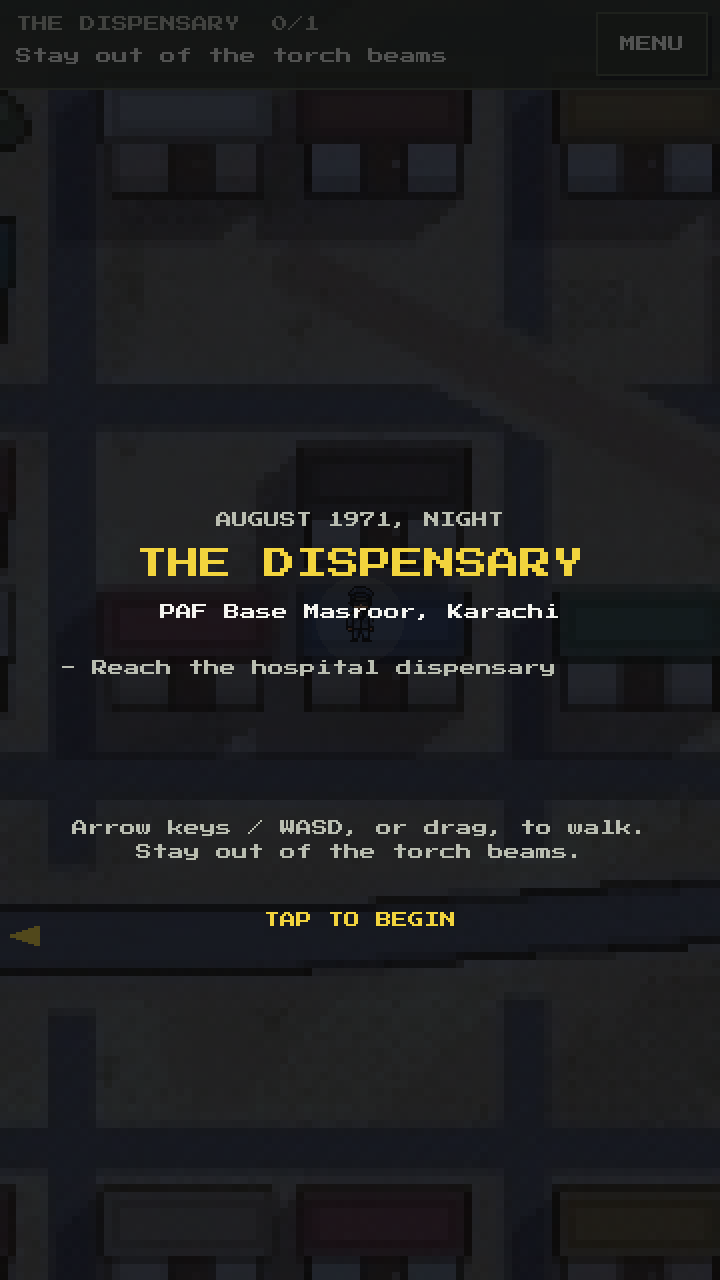 THE DISPENSARY 0/1
Stay out of the torch beams
MENU
AUGUST 1971, NIGHT
THE DISPENSARY
PAF Base Masroor, Karachi
- Reach the hospital dispensary
Arrow keys / WASD, or drag, to walk.
Stay out of the torch beams.
TAP TO BEGIN